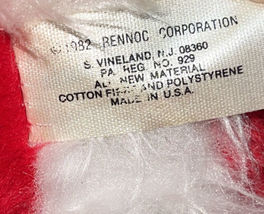 © 1982 RENNOC CORPORATION
S. VINELAND, N.J. 08360
PA. REG. NO. 929
ALL NEW MATERIAL
COTTON FIBER AND POLYSTYRENE
MADE IN U.S.A.